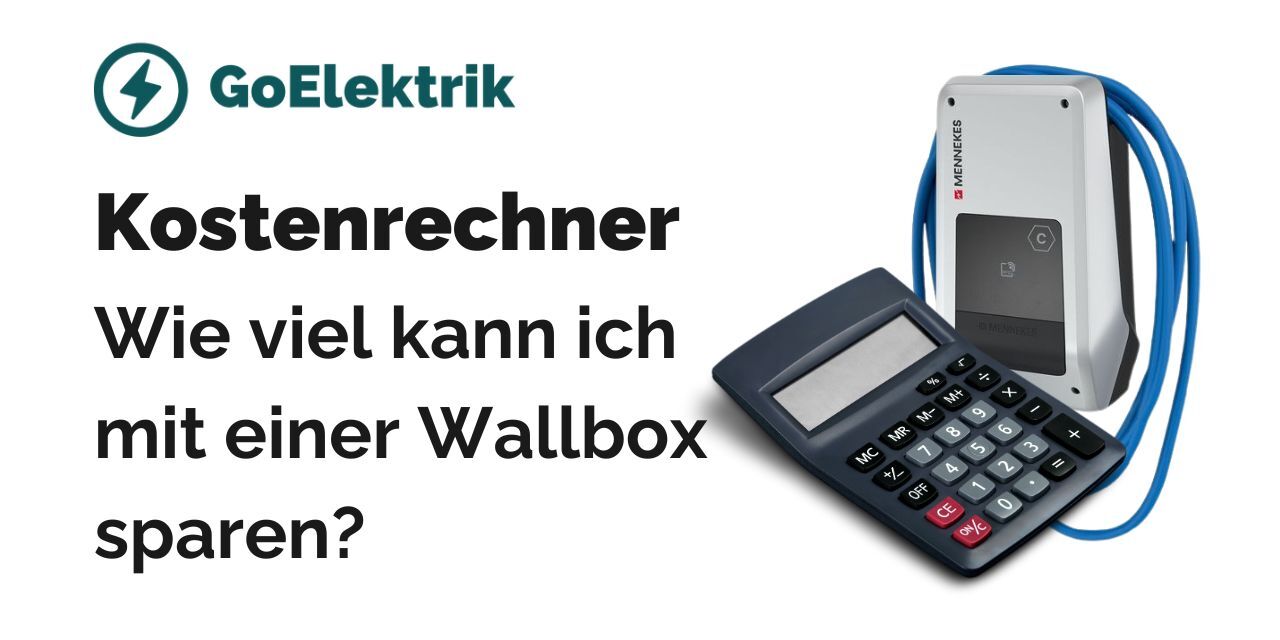 GoElektrik
Kostenrechner
Wie viel kann ich
mit einer Wallbox
sparen?
MENNEKES
C
MENNEKES
% √
MC MR M− M+ ÷
+/− 7 8 9 × −
OFF 4 5 6 +
CE 1 2 3 =
ON/C 0 .